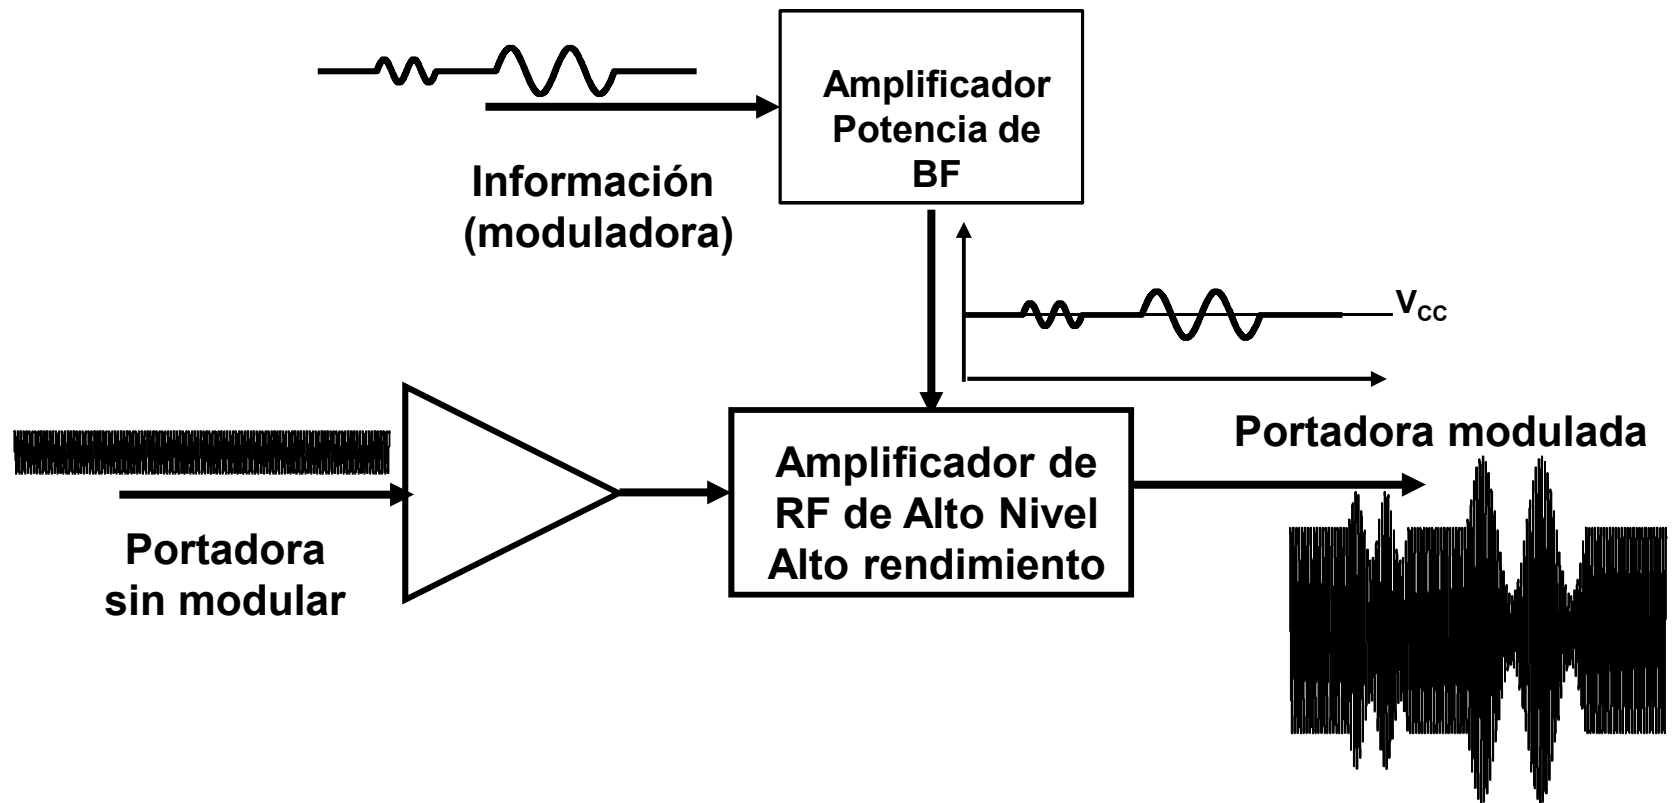 Amplificador
Potencia de
BF
Información
(moduladora)
V_CC
Portadora modulada
Amplificador de
RF de Alto Nivel
Alto rendimiento
Portadora
sin modular